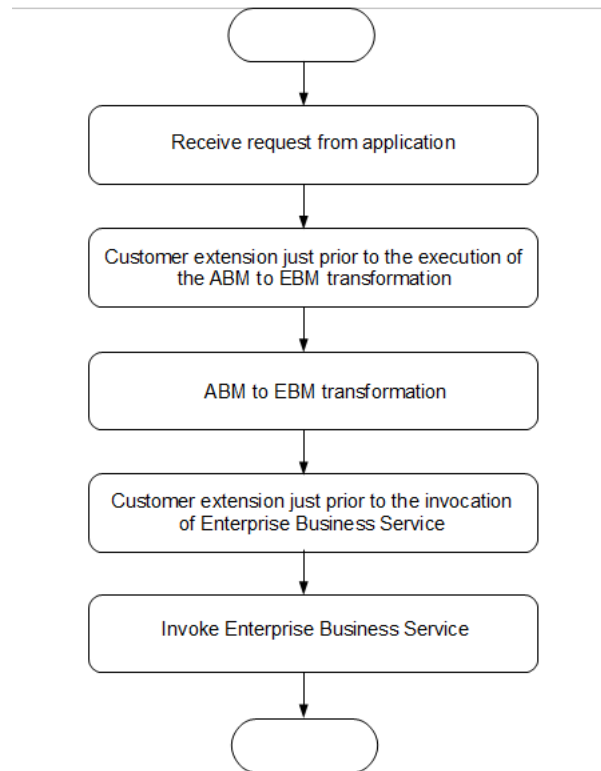 Receive request from application
Customer extension just prior to the execution of
the ABM to EBM transformation
ABM to EBM transformation
Customer extension just prior to the invocation
of Enterprise Business Service
Invoke Enterprise Business Service